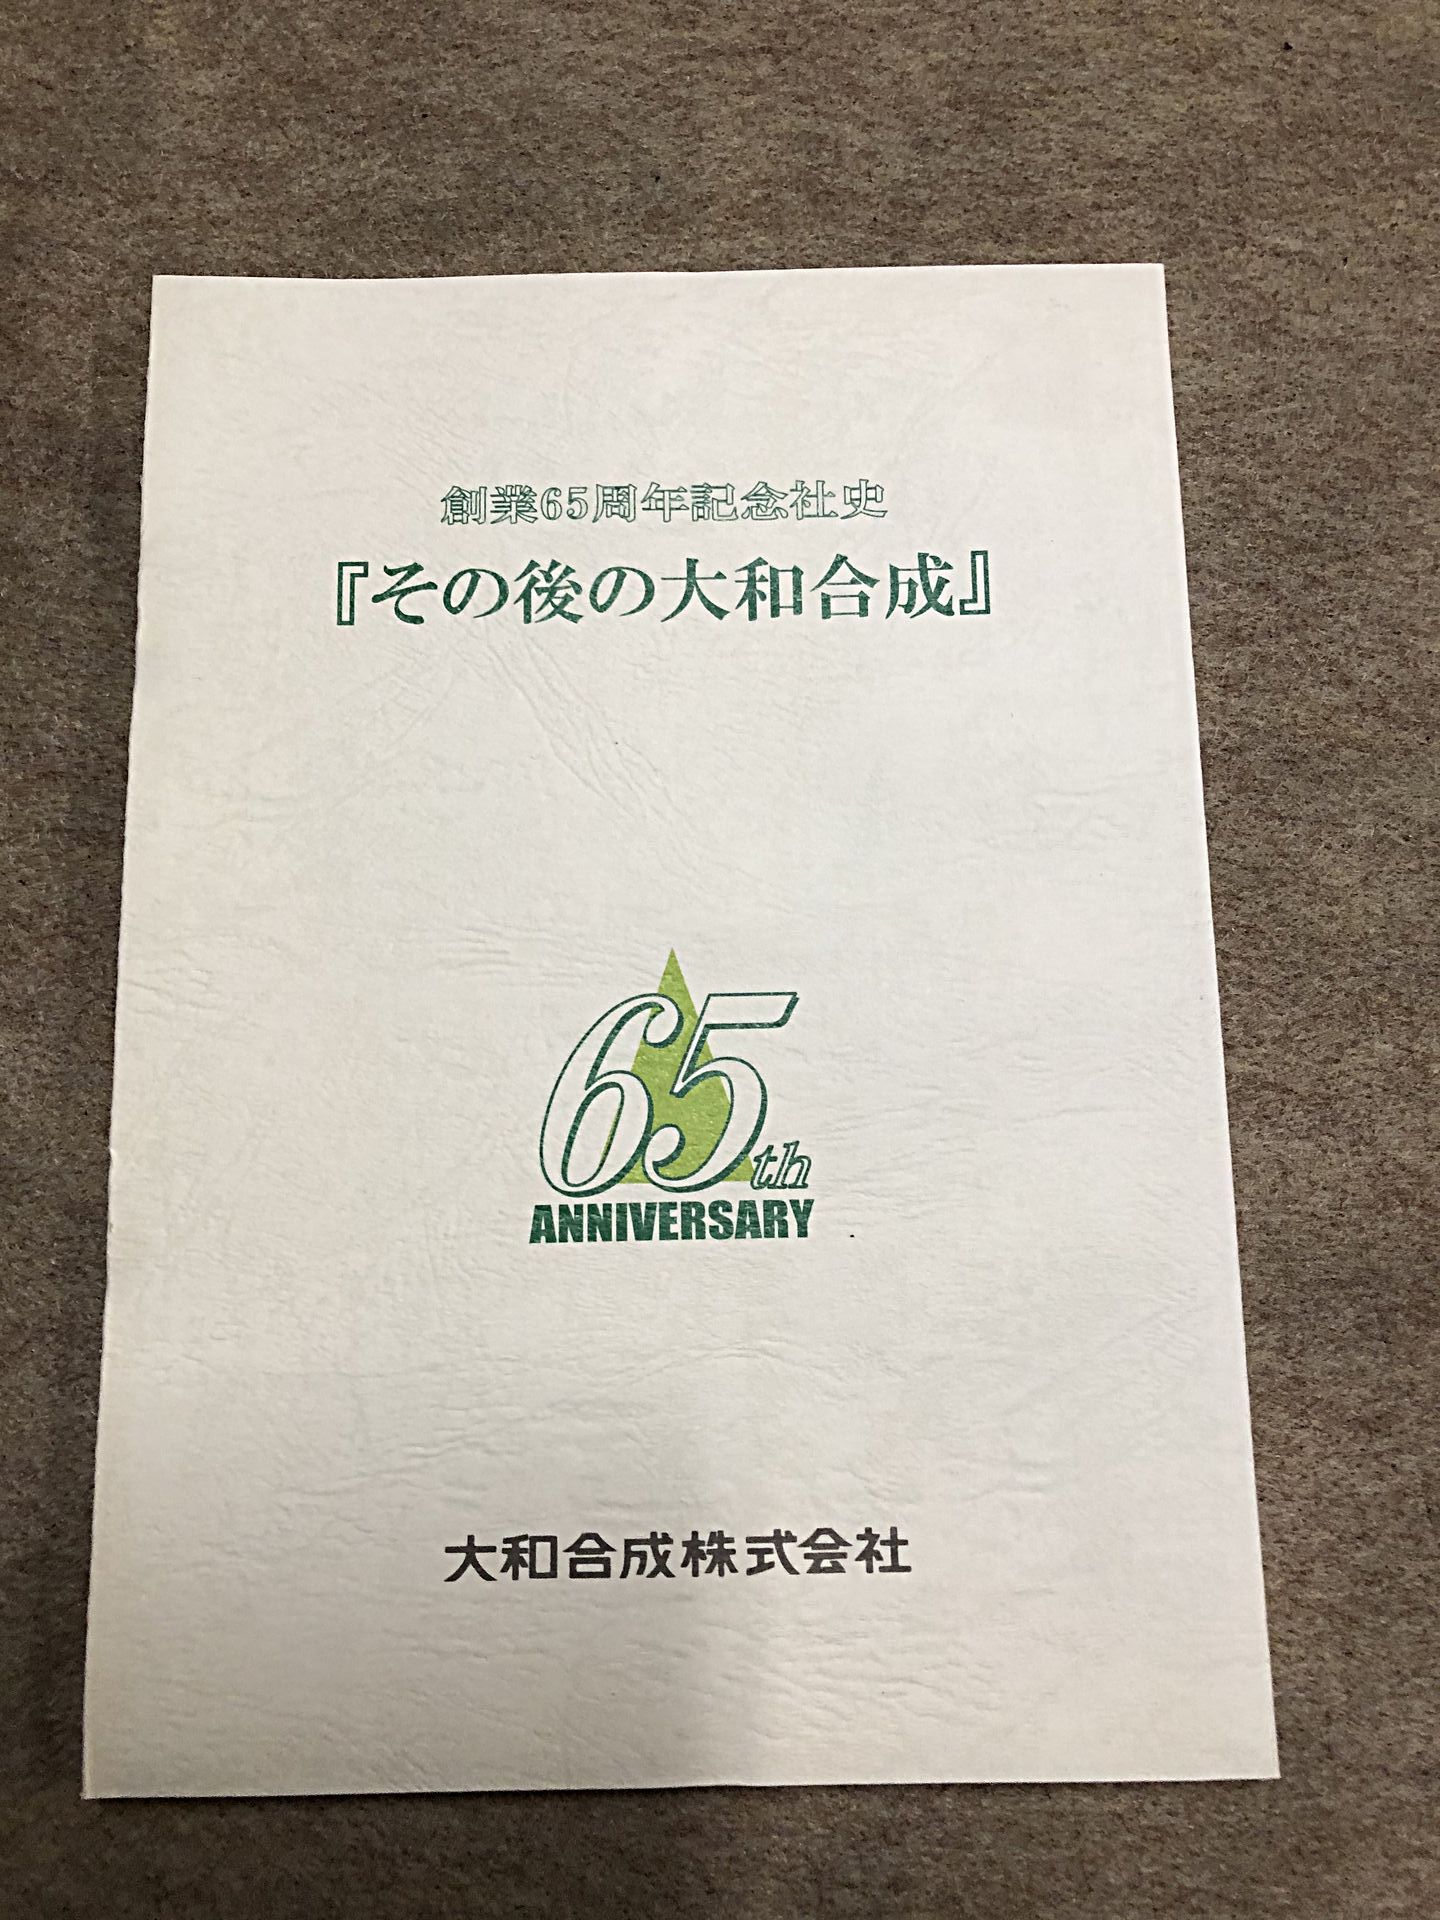 創業65周年記念社史
『その後の大和合成』
65th
ANNIVERSARY
大和合成株式会社